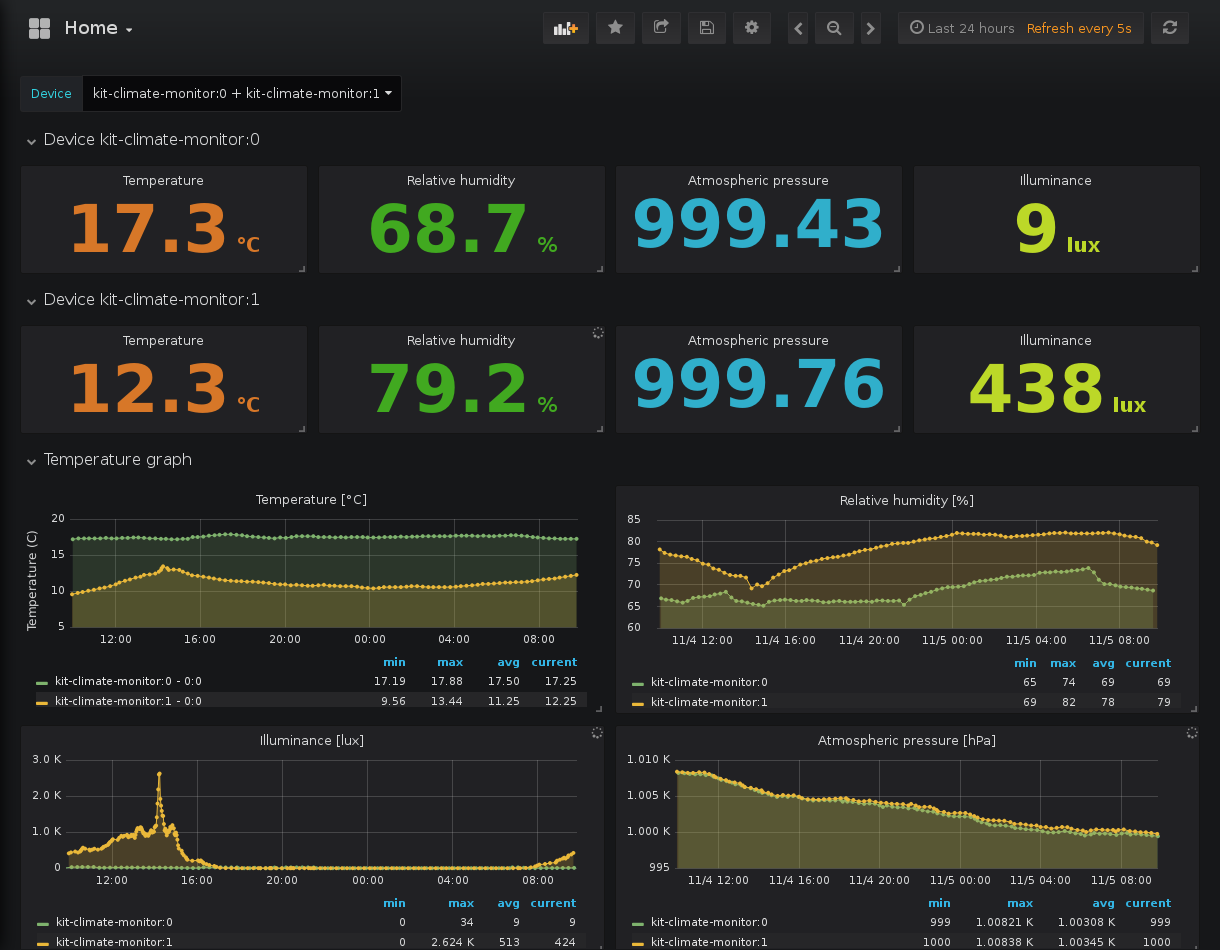 Home
Last 24 hours Refresh every 5s
Device kit-climate-monitor:0 + kit-climate-monitor:1
Device kit-climate-monitor:0
Temperature Relative humidity Atmospheric pressure Illuminance
17.3 °C 68.7 % 999.43 9 lux
Device kit-climate-monitor:1
Temperature Relative humidity Atmospheric pressure Illuminance
12.3 °C 79.2 % 999.76 438 lux
Temperature graph
Temperature [°C]
Temperature (C)
20
15
10
5
12:00 16:00 20:00 00:00 04:00 08:00
min max avg current
kit-climate-monitor:0 - 0:0 17.19 17.88 17.50 17.25
kit-climate-monitor:1 - 0:0 9.56 13.44 11.25 12.25
Relative humidity [%]
85
80
75
70
65
60
11/4 12:00 11/4 16:00 11/4 20:00 11/5 00:00 11/5 04:00 11/5 08:00
min max avg current
kit-climate-monitor:0 65 74 69 69
kit-climate-monitor:1 69 82 78 79
Illuminance [lux]
3.0 K
2.0 K
1.0 K
0
12:00 16:00 20:00 00:00 04:00 08:00
min max avg current
kit-climate-monitor:0 0 34 9 9
kit-climate-monitor:1 0 2.624 K 513 424
Atmospheric pressure [hPa]
1.010 K
1.005 K
1.000 K
995
11/4 12:00 11/4 16:00 11/4 20:00 11/5 00:00 11/5 04:00 11/5 08:00
min max avg current
kit-climate-monitor:0 999 1.00821 K 1.00308 K 999
kit-climate-monitor:1 1000 1.00838 K 1.00345 K 1000